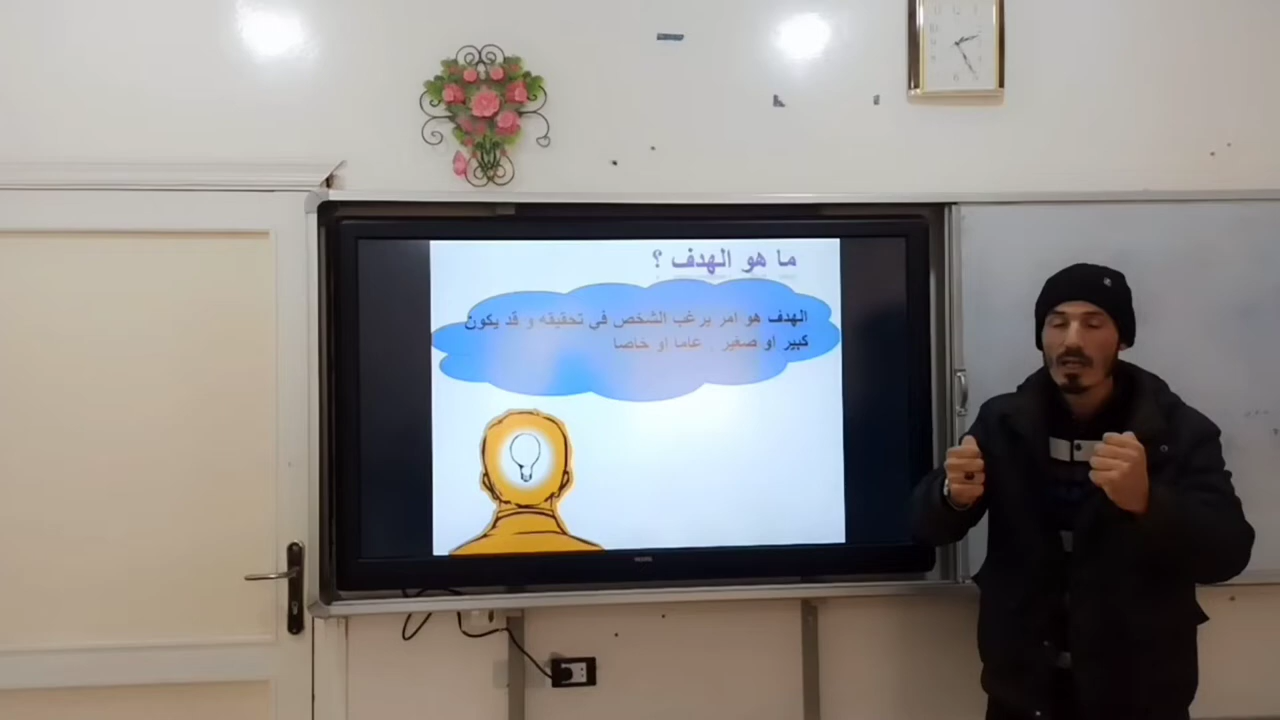 ما هو الهدف ؟
الهدف هو امر يرغب الشخص في تحقيقه و قد يكون
كبير او صغير , عاما او خاصا